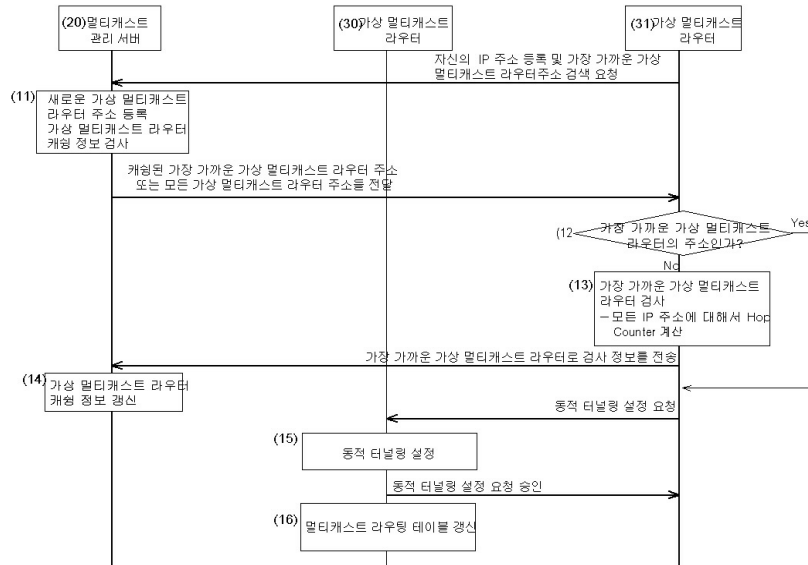 (20)멀티캐스트
관리 서버
(30)가상 멀티캐스트
라우터
(31)가상 멀티캐스트
라우터
자신의 IP 주소 등록 및 가장 가까운 가상
멀티캐스트 라우터주소 검색 요청
(11) 새로운 가상 멀티캐스트
라우터 주소 등록
가상 멀티캐스트 라우터
캐슁 정보 검사
캐슁된 가장 가까운 가상 멀티캐스트 라우터 주소
또는 모든 가상 멀티캐스트 라우터 주소들 전달
(12 가장 가까운 가상 멀티캐스트
라우터의 주소인가?
Yes
No
(13) 가장 가까운 가상 멀티캐스트
라우터 검사
-모든 IP 주소에 대해서 Hop
Counter 계산
가장 가까운 가상 멀티캐스트 라우터로 검사 정보를 전송
(14) 가상 멀티캐스트 라우터
캐슁 정보 갱신
동적 터널링 설정 요청
(15) 동적 터널링 설정
동적 터널링 설정 요청 승인
(16) 멀티캐스트 라우팅 테이블 갱신